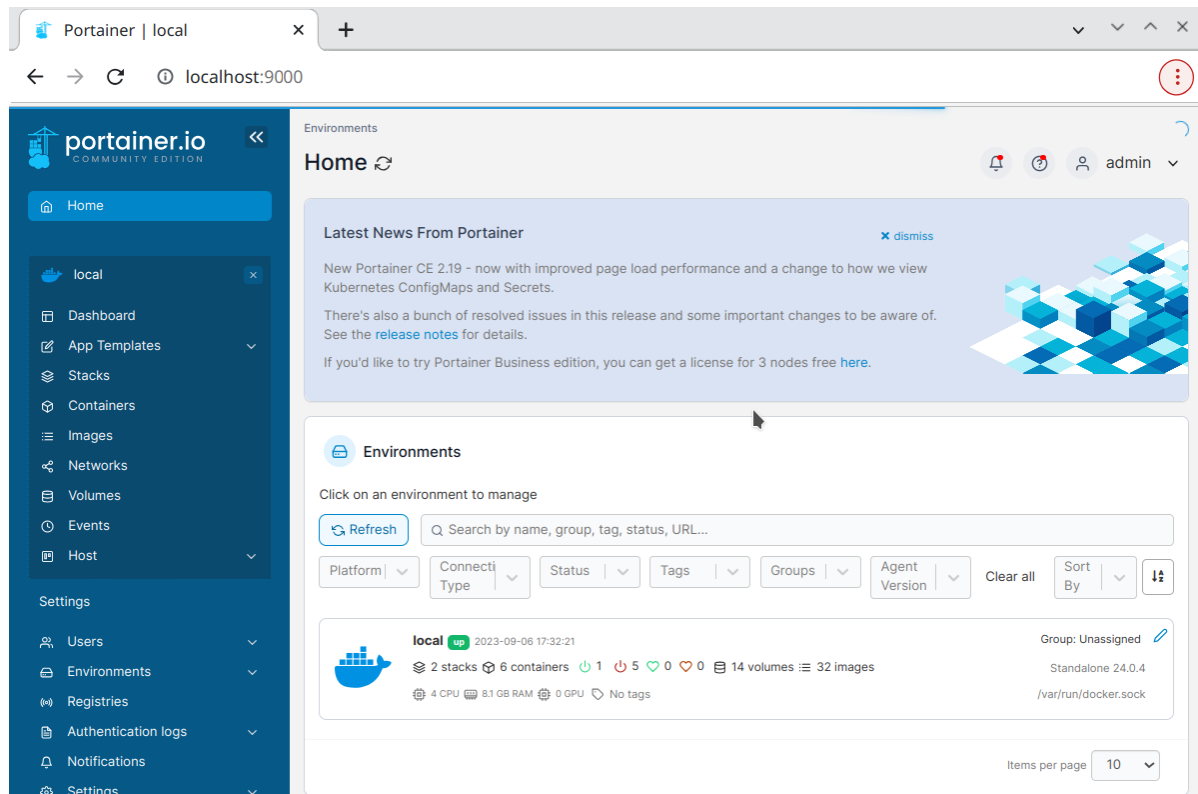 Portainer | local
localhost:9000
portainer.io
COMMUNITY EDITION
Home
local
Dashboard
App Templates
Stacks
Containers
Images
Networks
Volumes
Events
Host
Settings
Users
Environments
Registries
Authentication logs
Notifications
Settings
Environments
Home
admin
Latest News From Portainer
dismiss
New Portainer CE 2.19 - now with improved page load performance and a change to how we view
Kubernetes ConfigMaps and Secrets.
There's also a bunch of resolved issues in this release and some important changes to be aware of.
See the release notes for details.
If you'd like to try Portainer Business edition, you can get a license for 3 nodes free here.
Environments
Click on an environment to manage
Refresh
Search by name, group, tag, status, URL...
Platform
Connecti
Type
Status
Tags
Groups
Agent
Version
Clear all
Sort
By
local up 2023-09-06 17:32:21
Group: Unassigned
2 stacks 6 containers 1 5 0 0 14 volumes 32 images
Standalone 24.0.4
4 CPU 8.1 GB RAM 0 GPU No tags
/var/run/docker.sock
Items per page 10